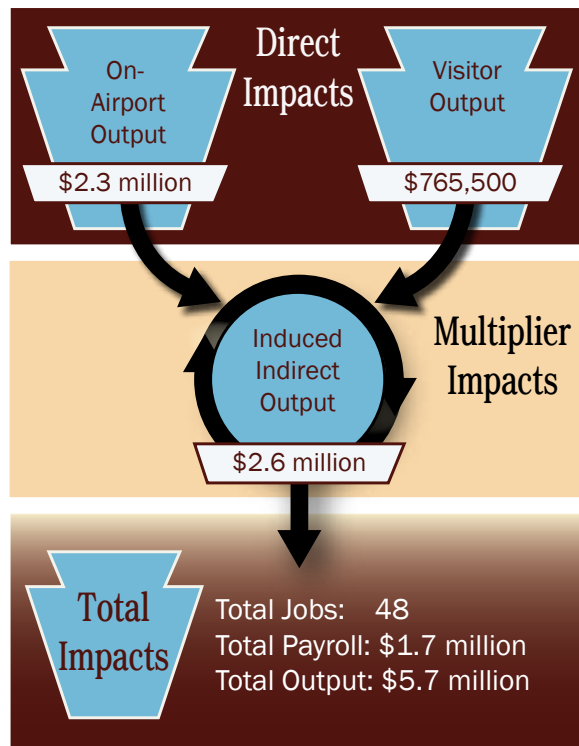 Direct
Impacts
On-
Airport
Output
$2.3 million
Visitor
Output
$765,500
Multiplier
Impacts
Induced
Indirect
Output
$2.6 million
Total
Impacts
Total Jobs: 48
Total Payroll: $1.7 million
Total Output: $5.7 million